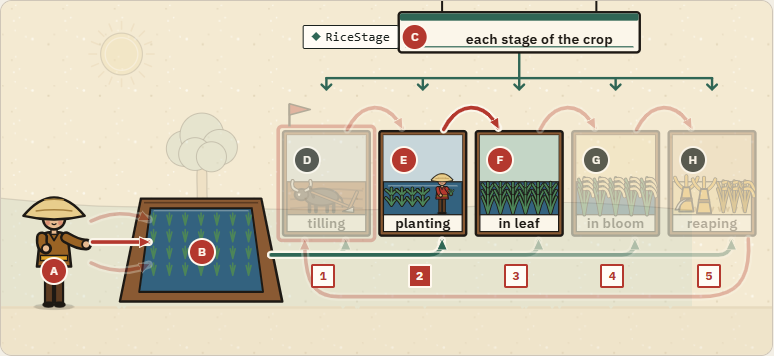 ◆ RiceStage
C each stage of the crop
D
E
F
G
H
tilling
planting
in leaf
in bloom
reaping
A
B
1
2
3
4
5